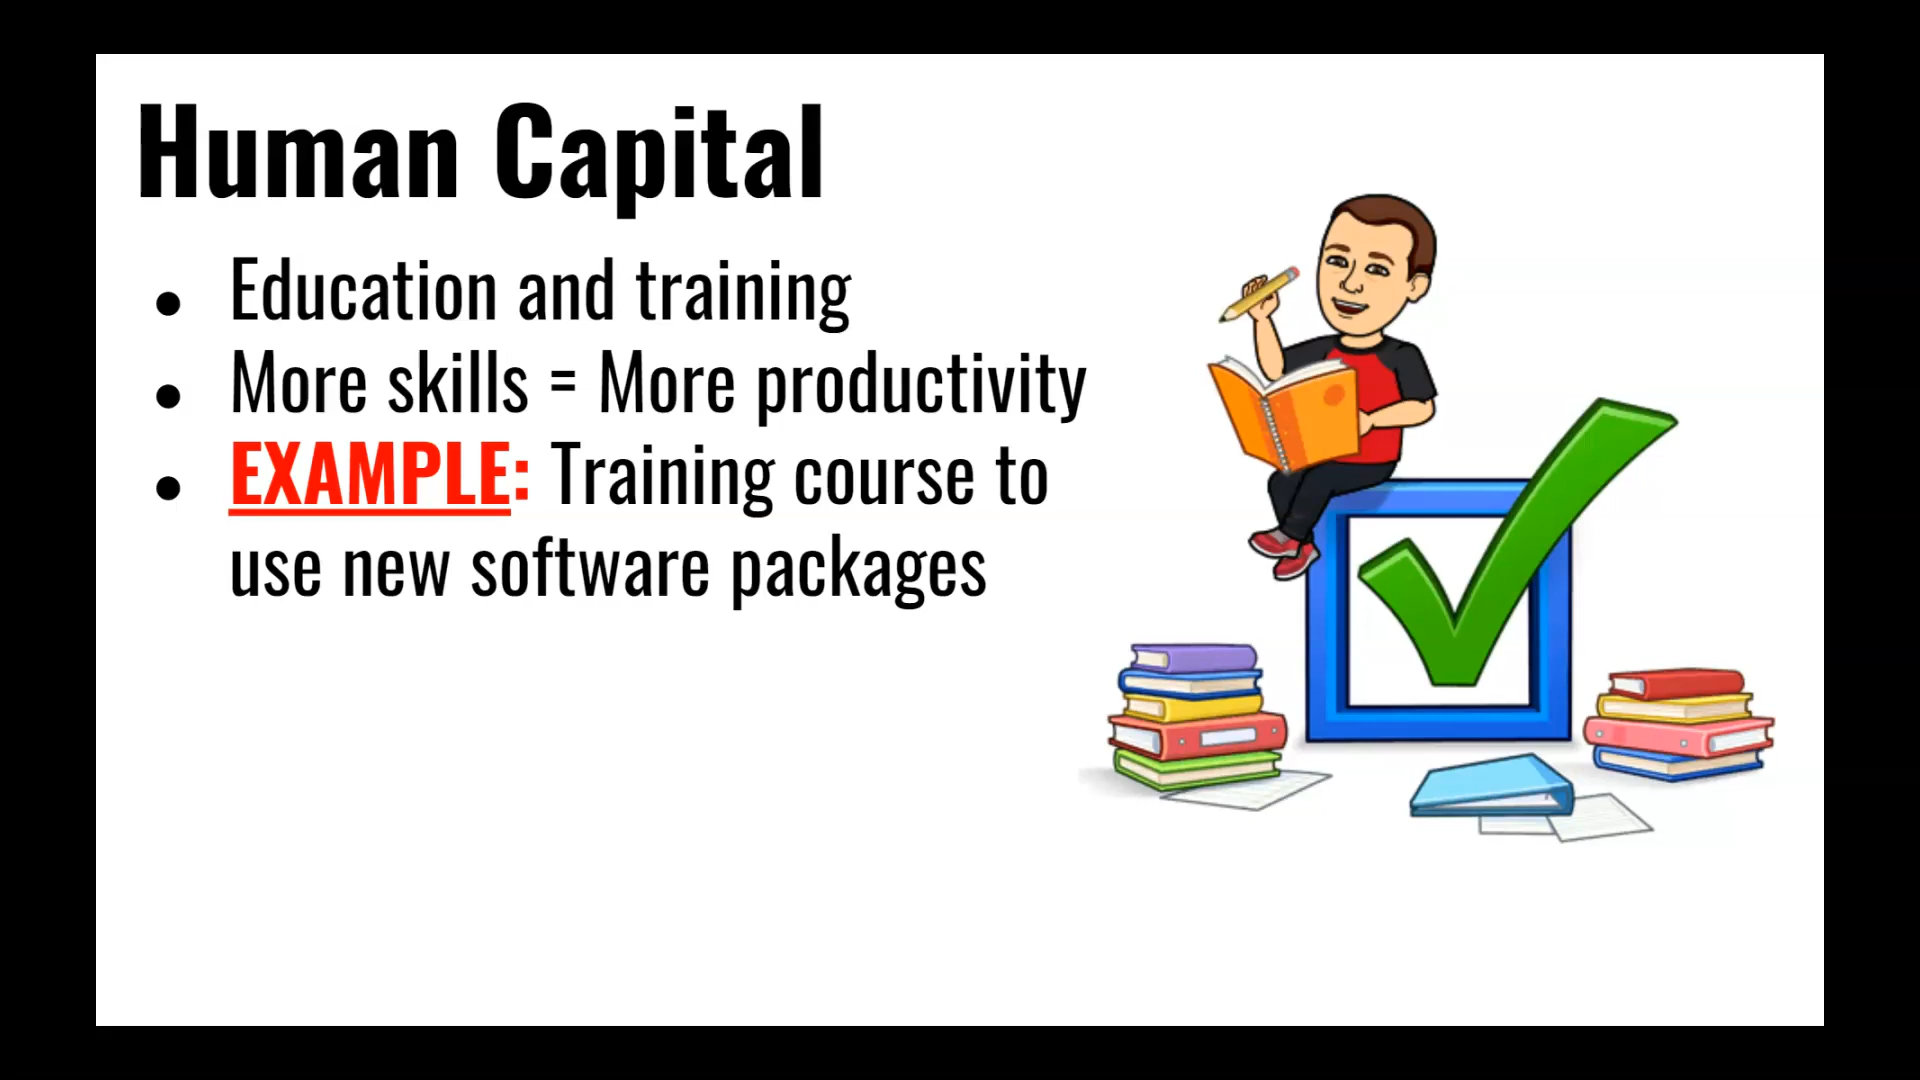 Human Capital
● Education and training
● More skills = More productivity
● EXAMPLE: Training course to
use new software packages